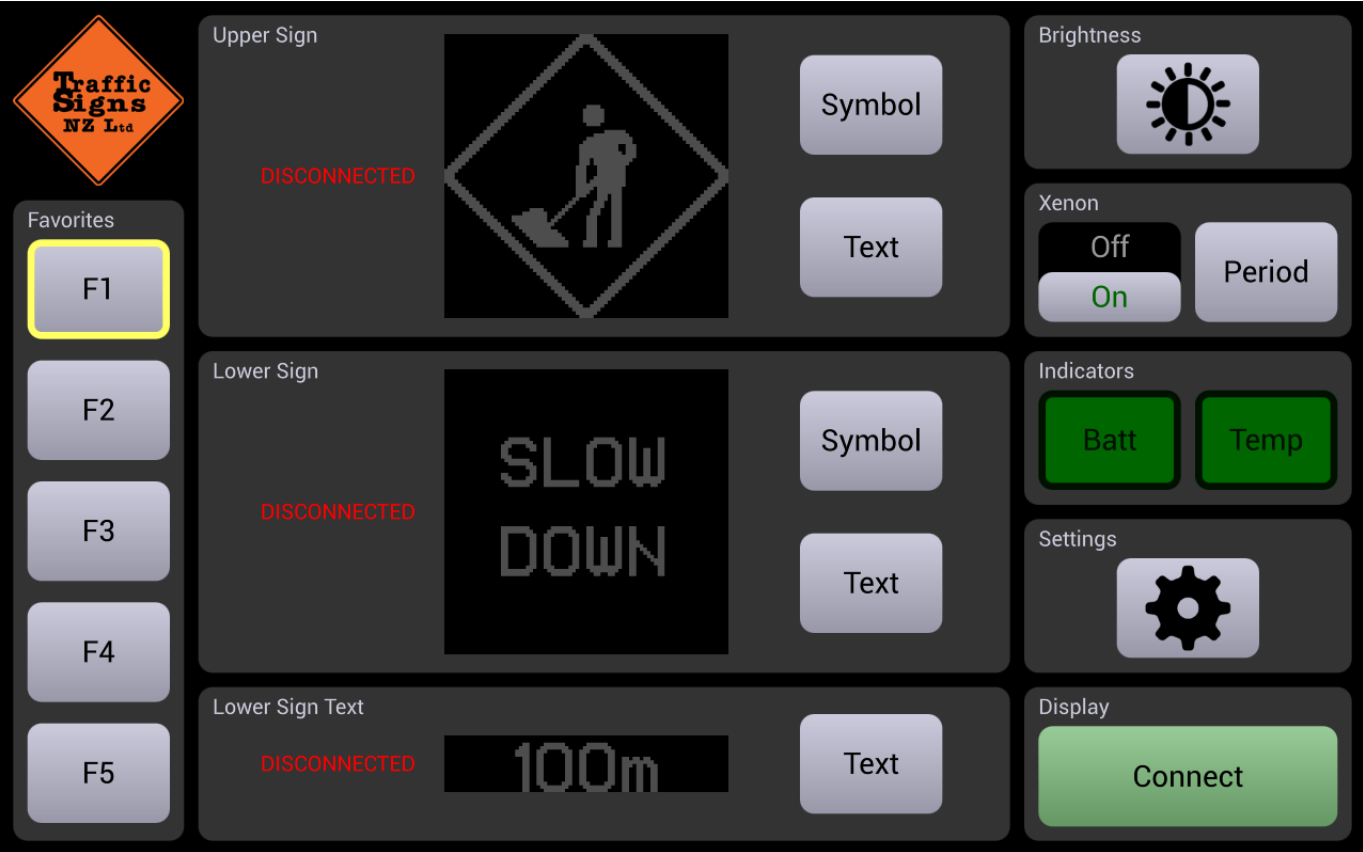 Traffic
Signs
NZ Ltd
Favorites
F1
F2
F3
F4
F5
Upper Sign
DISCONNECTED
Symbol
Text
Lower Sign
DISCONNECTED
SLOW
DOWN
Symbol
Text
Lower Sign Text
DISCONNECTED
100m
Text
Brightness
Xenon
Off
On
Period
Indicators
Batt
Temp
Settings
Display
Connect